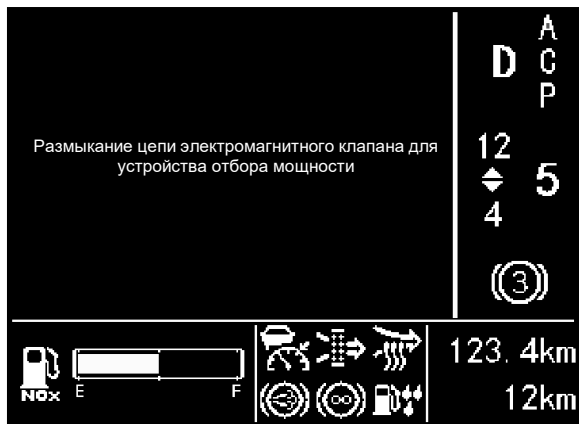 Размыкание цепи электромагнитного клапана для
устройства отбора мощности
D
A
C
P
12
4
5
3
NOx
E
F
123. 4km
12km